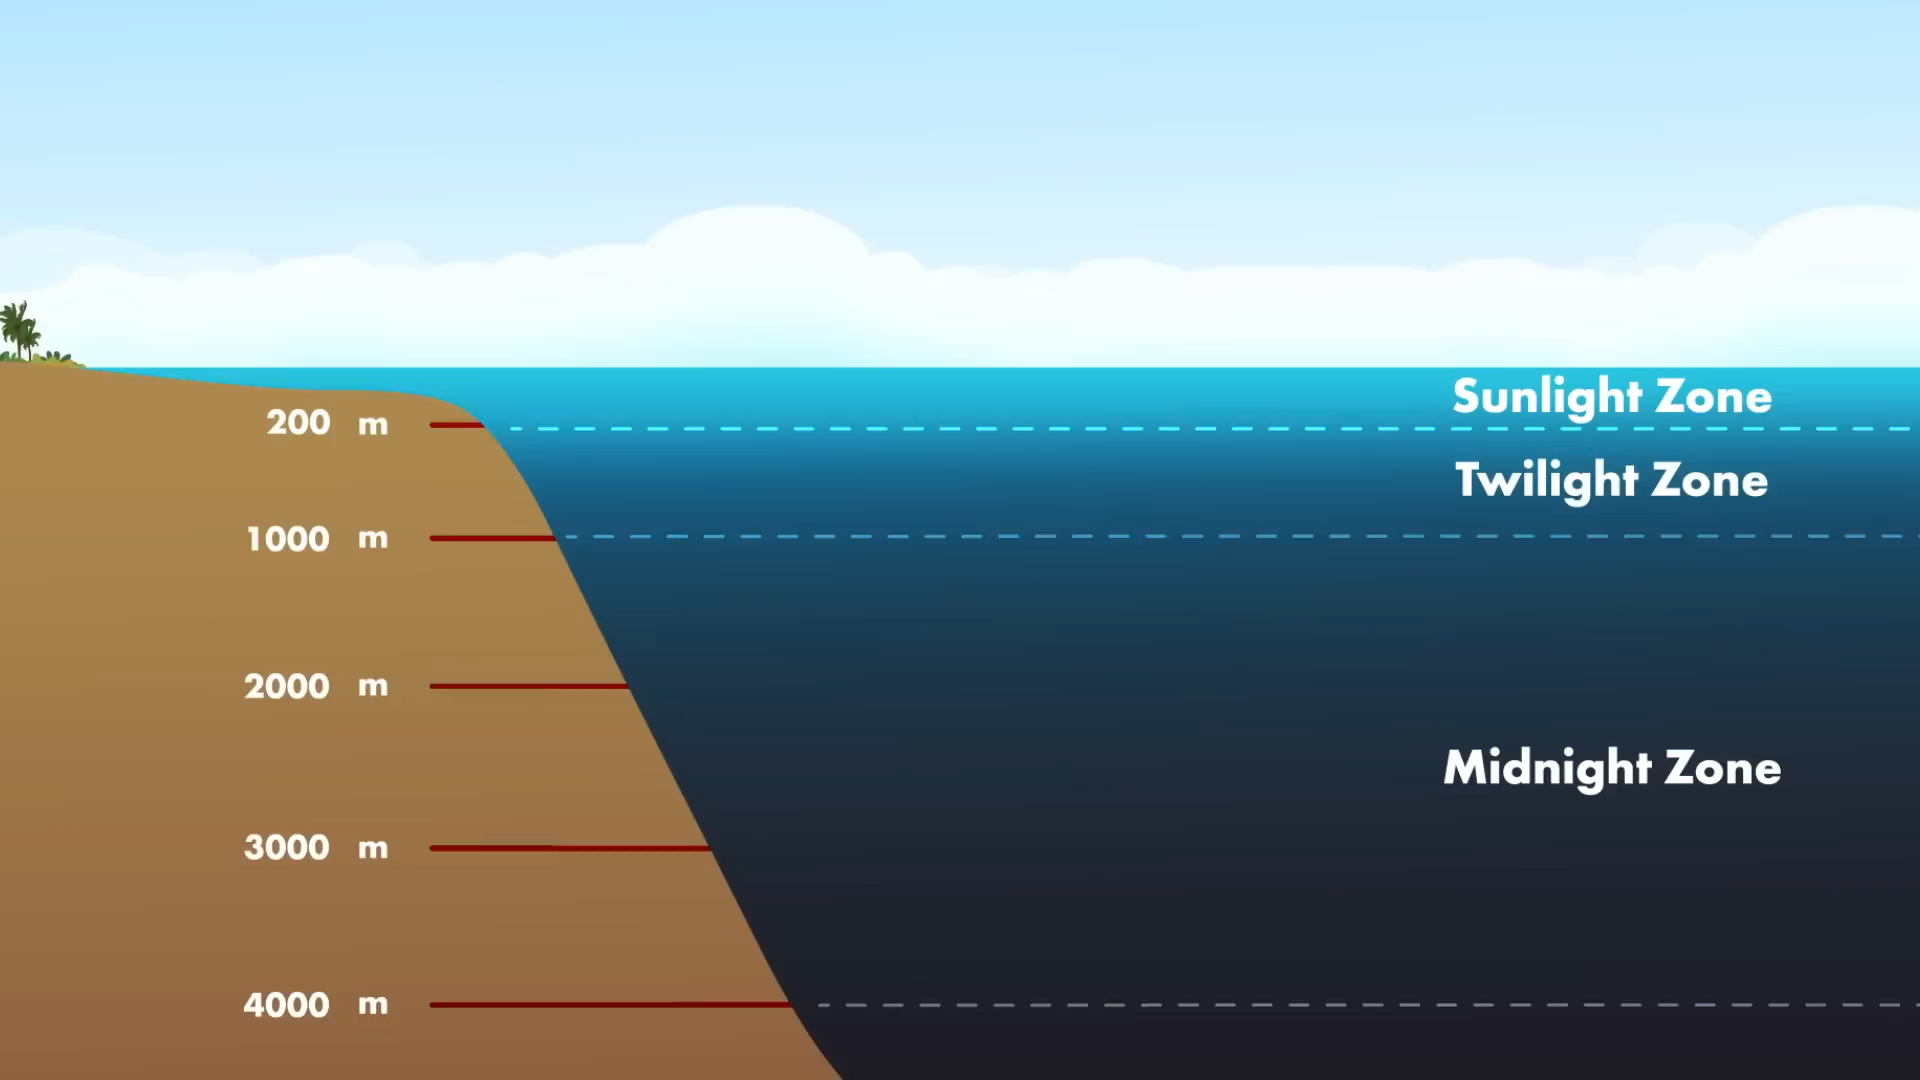 Sunlight Zone
200 m
Twilight Zone
1000 m
2000 m
Midnight Zone
3000 m
4000 m